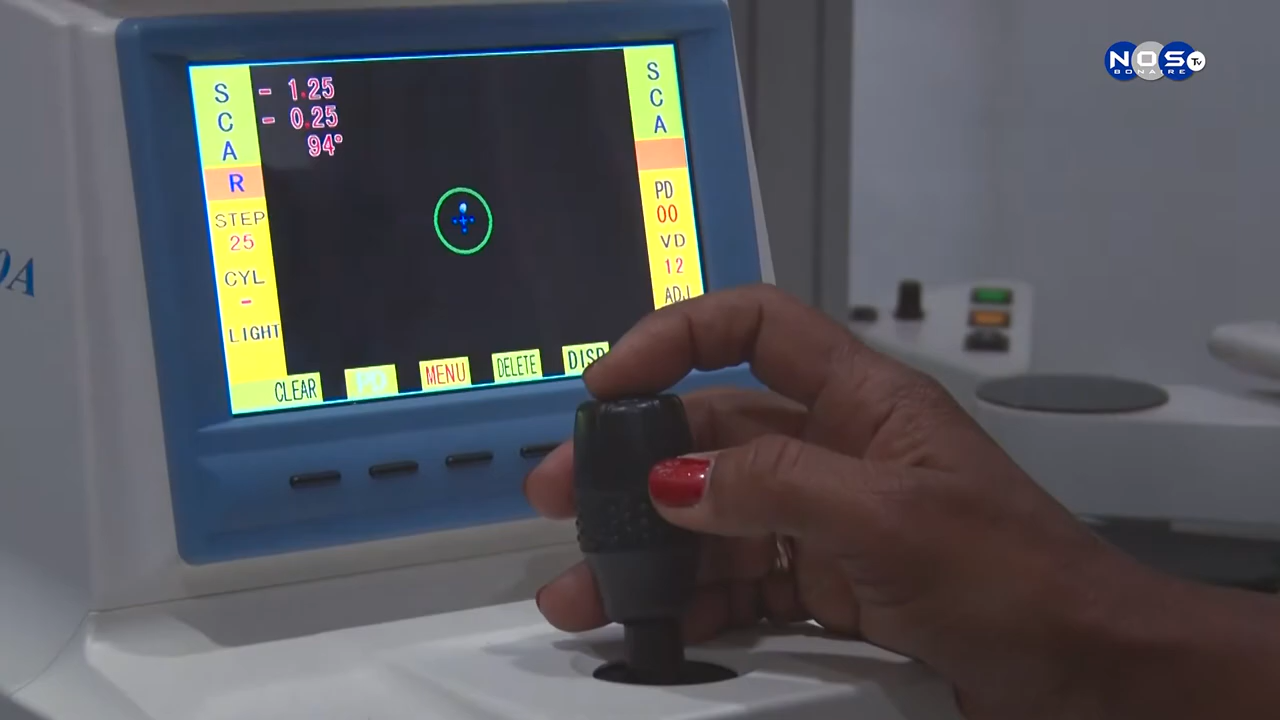 S - 1.25
C - 0.25
A 94°
R
STEP
25
CYL
-
LIGHT
S
C
A
PD
00
VD
12
ADJ
CLEAR PD MENU DELETE DISP
0A
NOS TV
BONAIRE